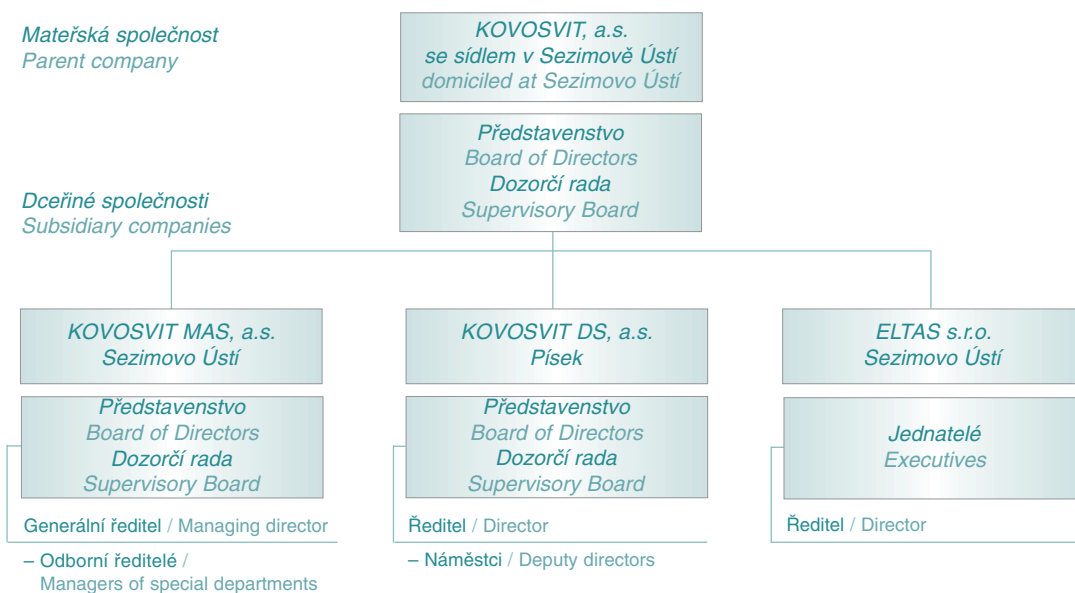 Mateřská společnost
Parent company
KOVOSVIT, a.s.
se sídlem v Sezimově Ústí
domiciled at Sezimovo Ústí
Představenstvo
Board of Directors
Dozorčí rada
Supervisory Board
Dceřiné společnosti
Subsidiary companies
KOVOSVIT MAS, a.s.
Sezimovo Ústí
Představenstvo
Board of Directors
Dozorčí rada
Supervisory Board
Generální ředitel / Managing director
– Odborní ředitelé /
Managers of special departments
KOVOSVIT DS, a.s.
Písek
Představenstvo
Board of Directors
Dozorčí rada
Supervisory Board
Ředitel / Director
– Náměstci / Deputy directors
ELTAS s.r.o.
Sezimovo Ústí
Jednatelé
Executives
Ředitel / Director